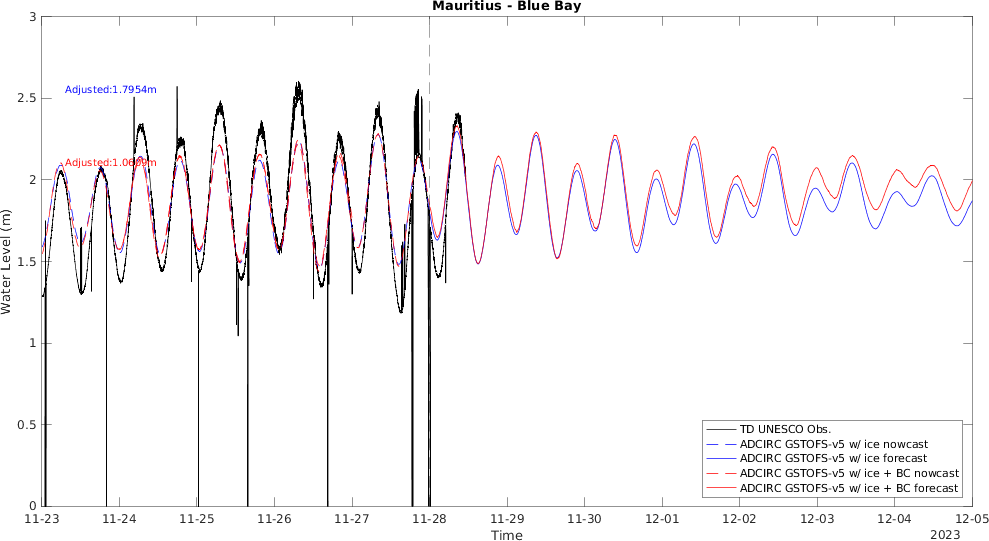 Mauritius - Blue Bay
3
2.5
2
1.5
1
0.5
0
Water Level (m)
Adjusted:1.7954m
TD UNESCO Obs.
ADCIRC GSTOFS-v5 w/ ice nowcast
ADCIRC GSTOFS-v5 w/ ice forecast
ADCIRC GSTOFS-v5 w/ ice + BC nowcast
ADCIRC GSTOFS-v5 w/ ice + BC forecast
11-23 11-24 11-25 11-26 11-27 11-28 11-29 11-30 12-01 12-02 12-03 12-04 12-05
Time
2023